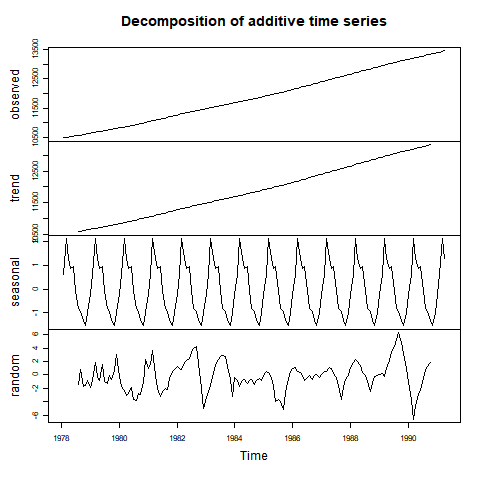 Decomposition of additive time series
observed
10500 11500 12500 13500
trend
10500 11500 12500
seasonal
-1 0 1 2
random
-6 -2 0 2 4 6
1978 1980 1982 1984 1986 1988 1990
Time